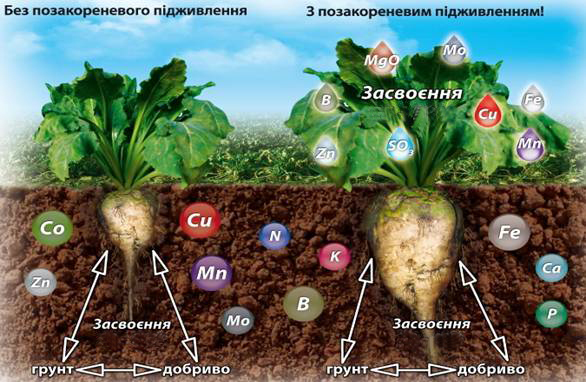 Без позакореневого підживлення
З позакореневим підживленням!
MgO
Mo
B
Засвоєння
Cu
Fe
Zn
SO₃
Mn
Co
Cu
N
Fe
Zn
Mn
K
Ca
B
Mo
P
Засвоєння
Засвоєння
грунт
добриво
грунт
добриво